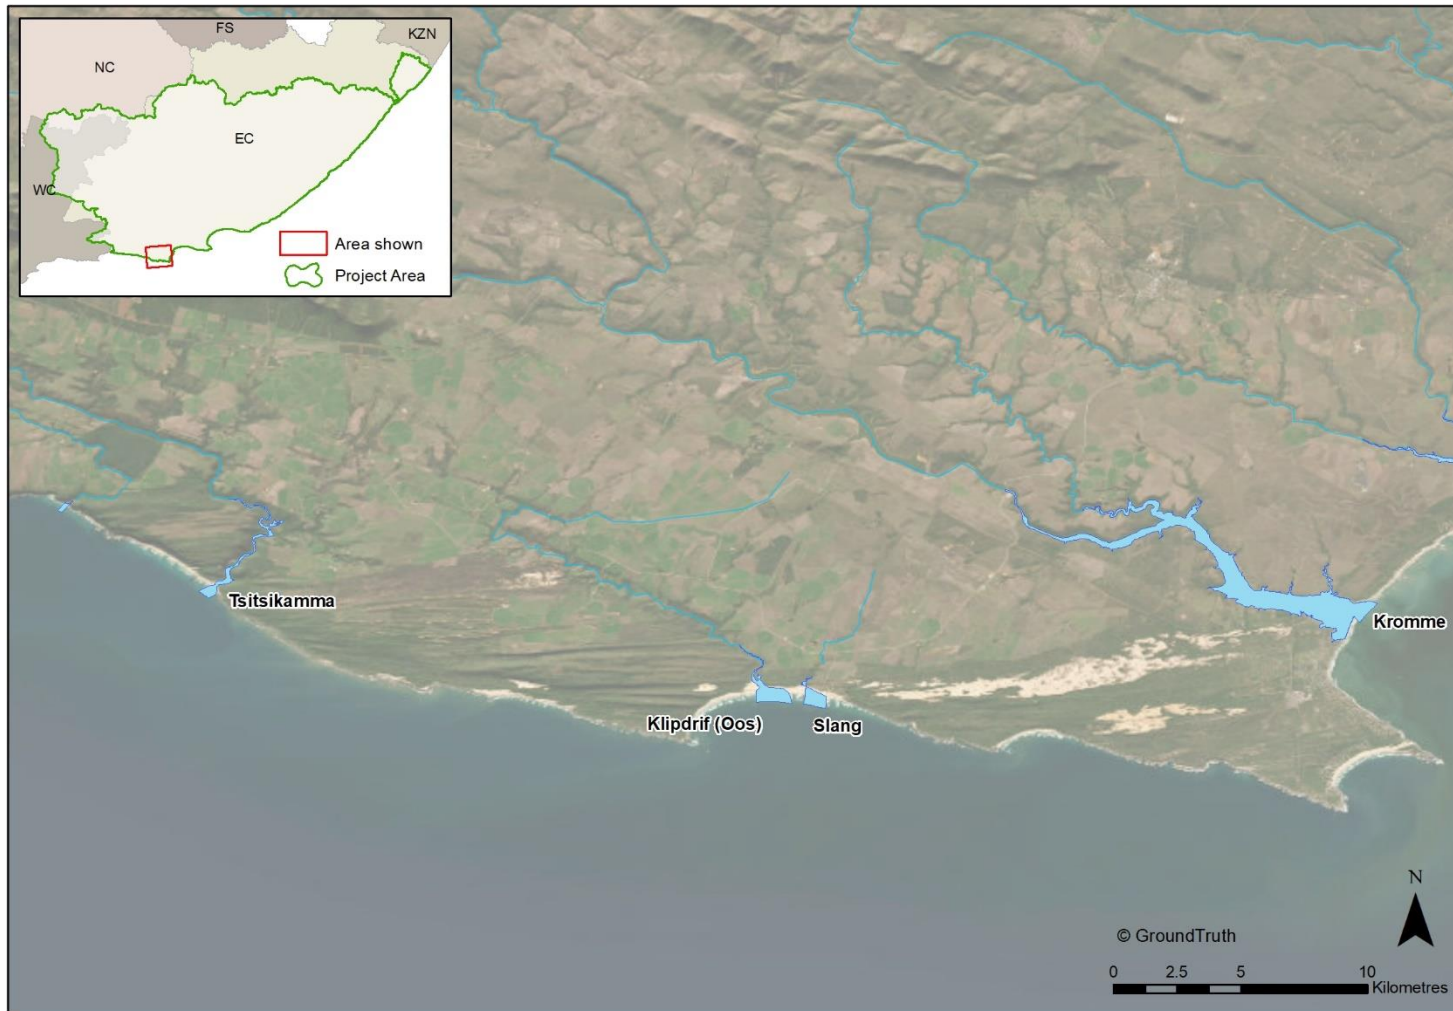 FS
KZN
NC
EC
WC
Area shown
Project Area
Tsitsikamma
Kromme
Klipdrif (Oos)
Slang
N
© GroundTruth
0 2.5 5 10
Kilometres